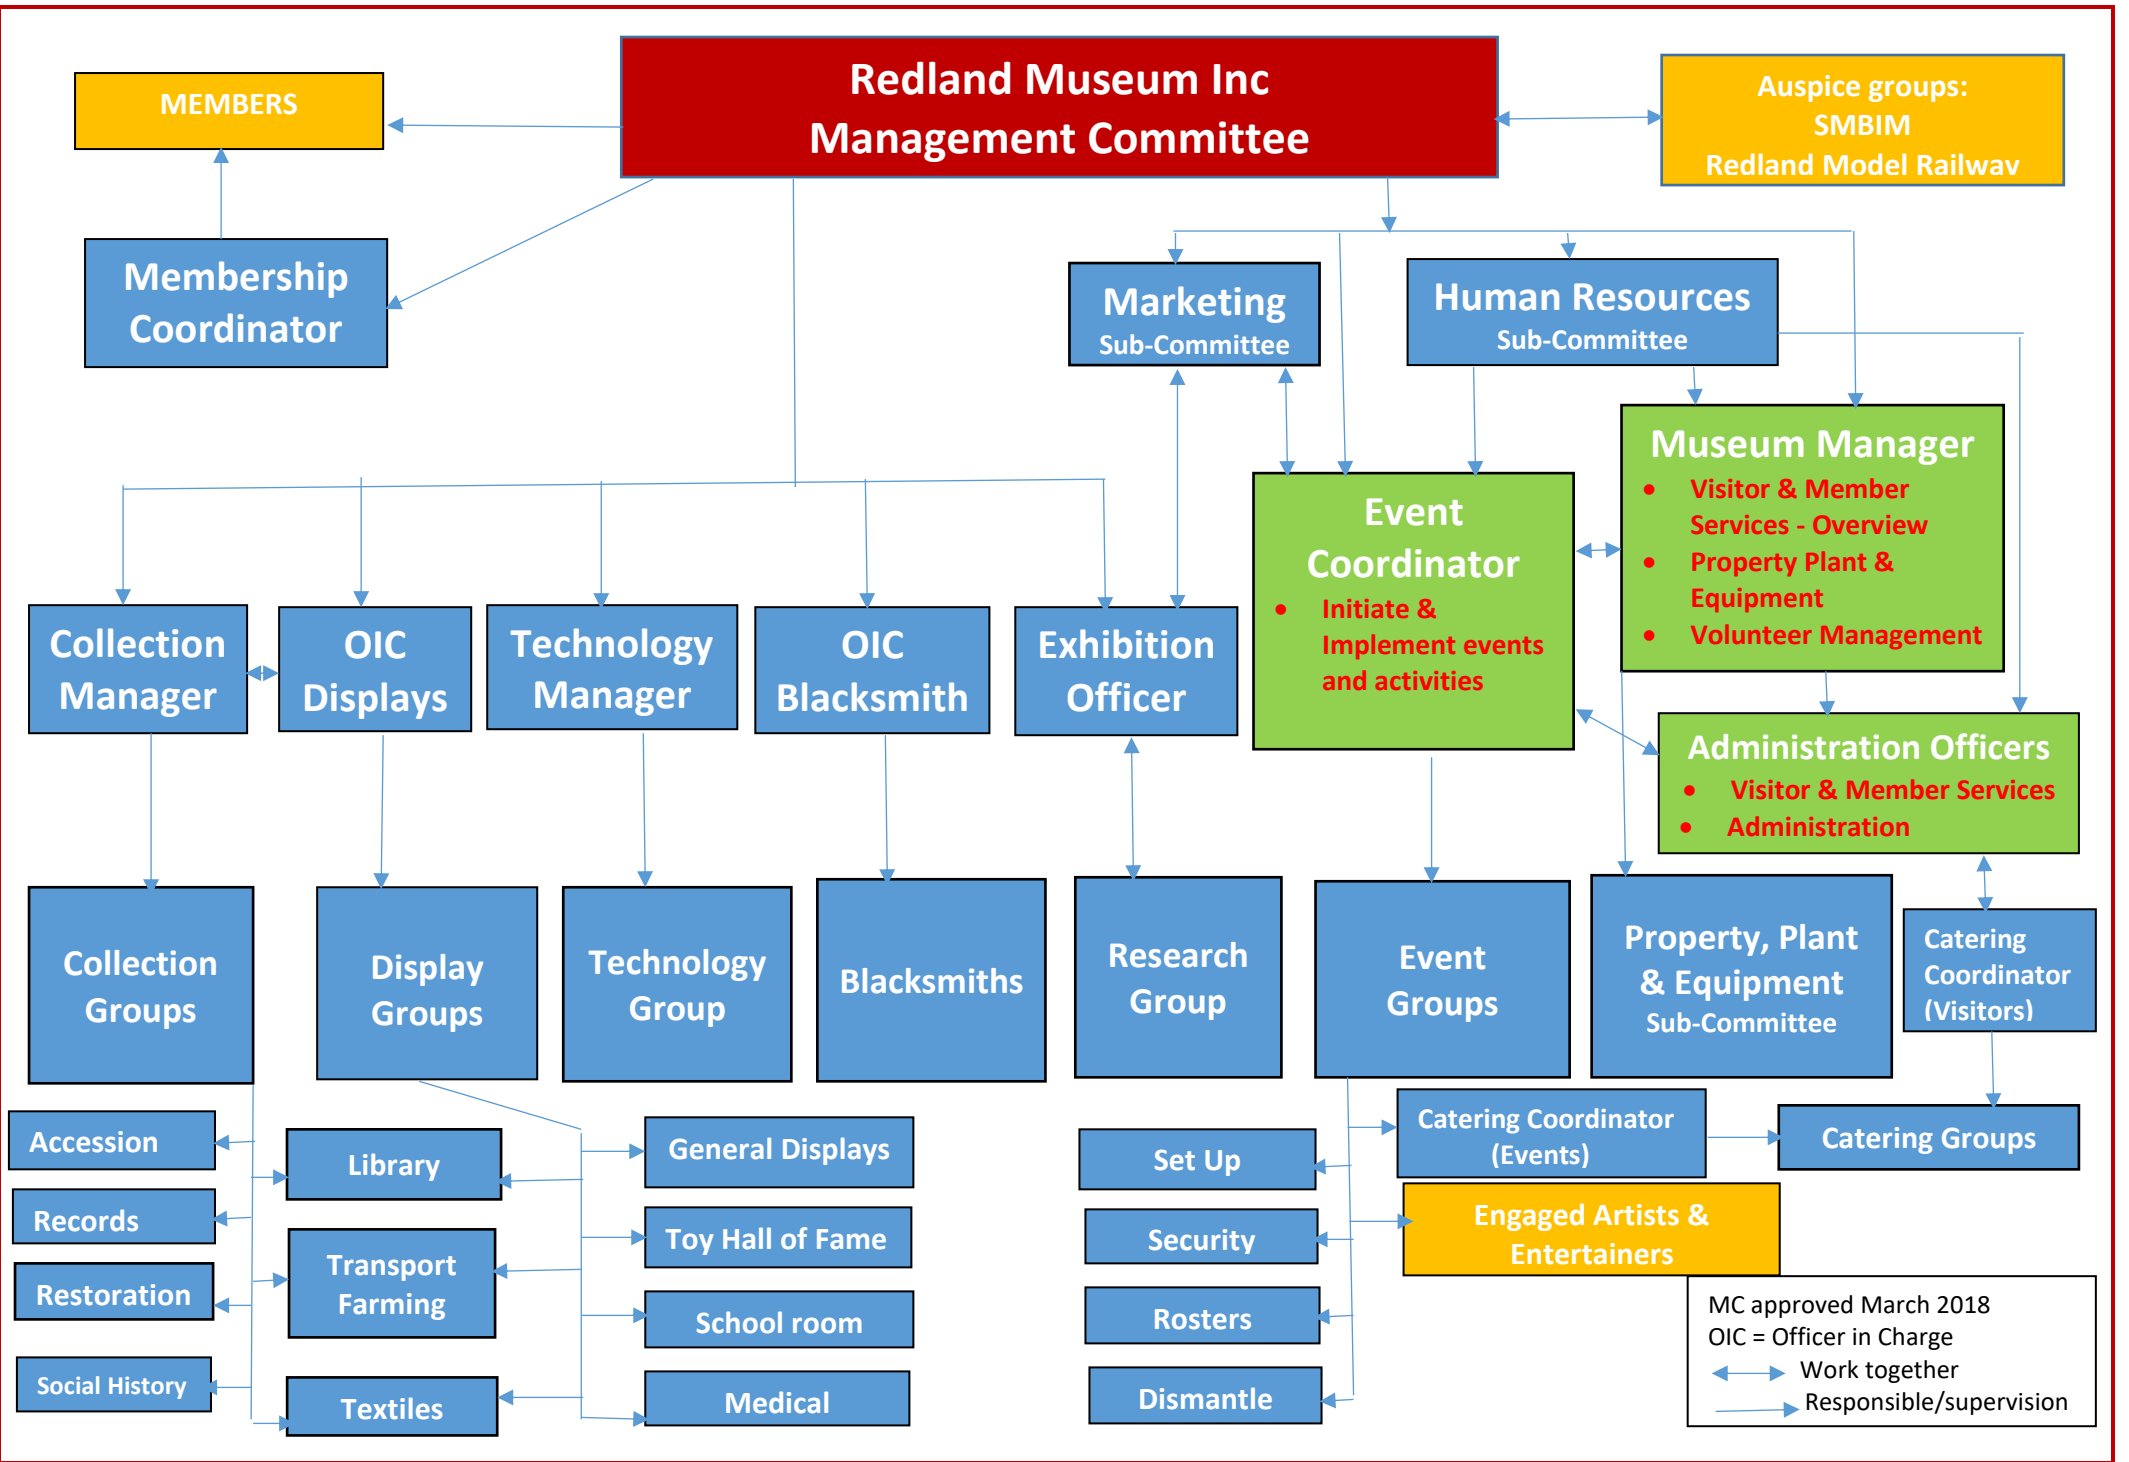 MEMBERS
Redland Museum Inc
Management Committee
Auspice groups:
SMBIM
Redland Model Railway
Membership
Coordinator
Marketing
Sub-Committee
Human Resources
Sub-Committee
Museum Manager
• Visitor & Member
Services - Overview
• Property Plant &
Equipment
• Volunteer Management
Event
Coordinator
• Initiate &
Implement events
and activities
Collection
Manager
OIC
Displays
Technology
Manager
OIC
Blacksmith
Exhibition
Officer
Administration Officers
• Visitor & Member Services
• Administration
Collection
Groups
Display
Groups
Technology
Group
Blacksmiths
Research
Group
Event
Groups
Property, Plant
& Equipment
Sub-Committee
Catering
Coordinator
(Visitors)
Accession
Records
Restoration
Social History
Library
Transport
Farming
Textiles
General Displays
Toy Hall of Fame
School room
Medical
Set Up
Security
Rosters
Dismantle
Catering Coordinator
(Events)
Catering Groups
Engaged Artists &
Entertainers
MC approved March 2018
OIC = Officer in Charge
Work together
Responsible/supervision